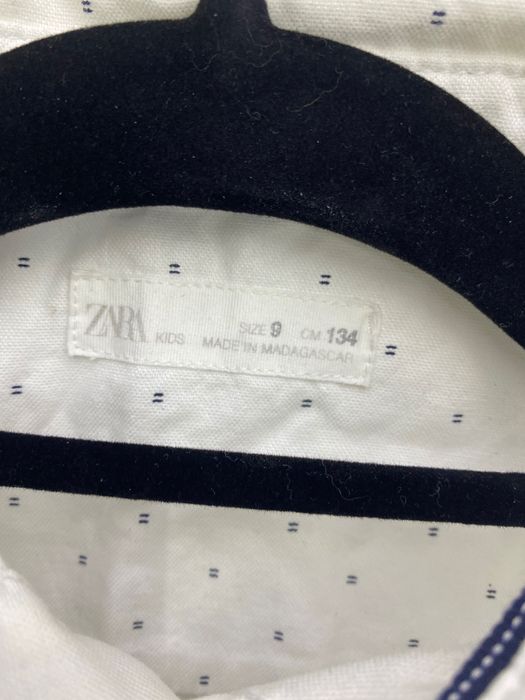 ZARA KIDS SIZE 9 CM 134
MADE IN MADAGASCAR